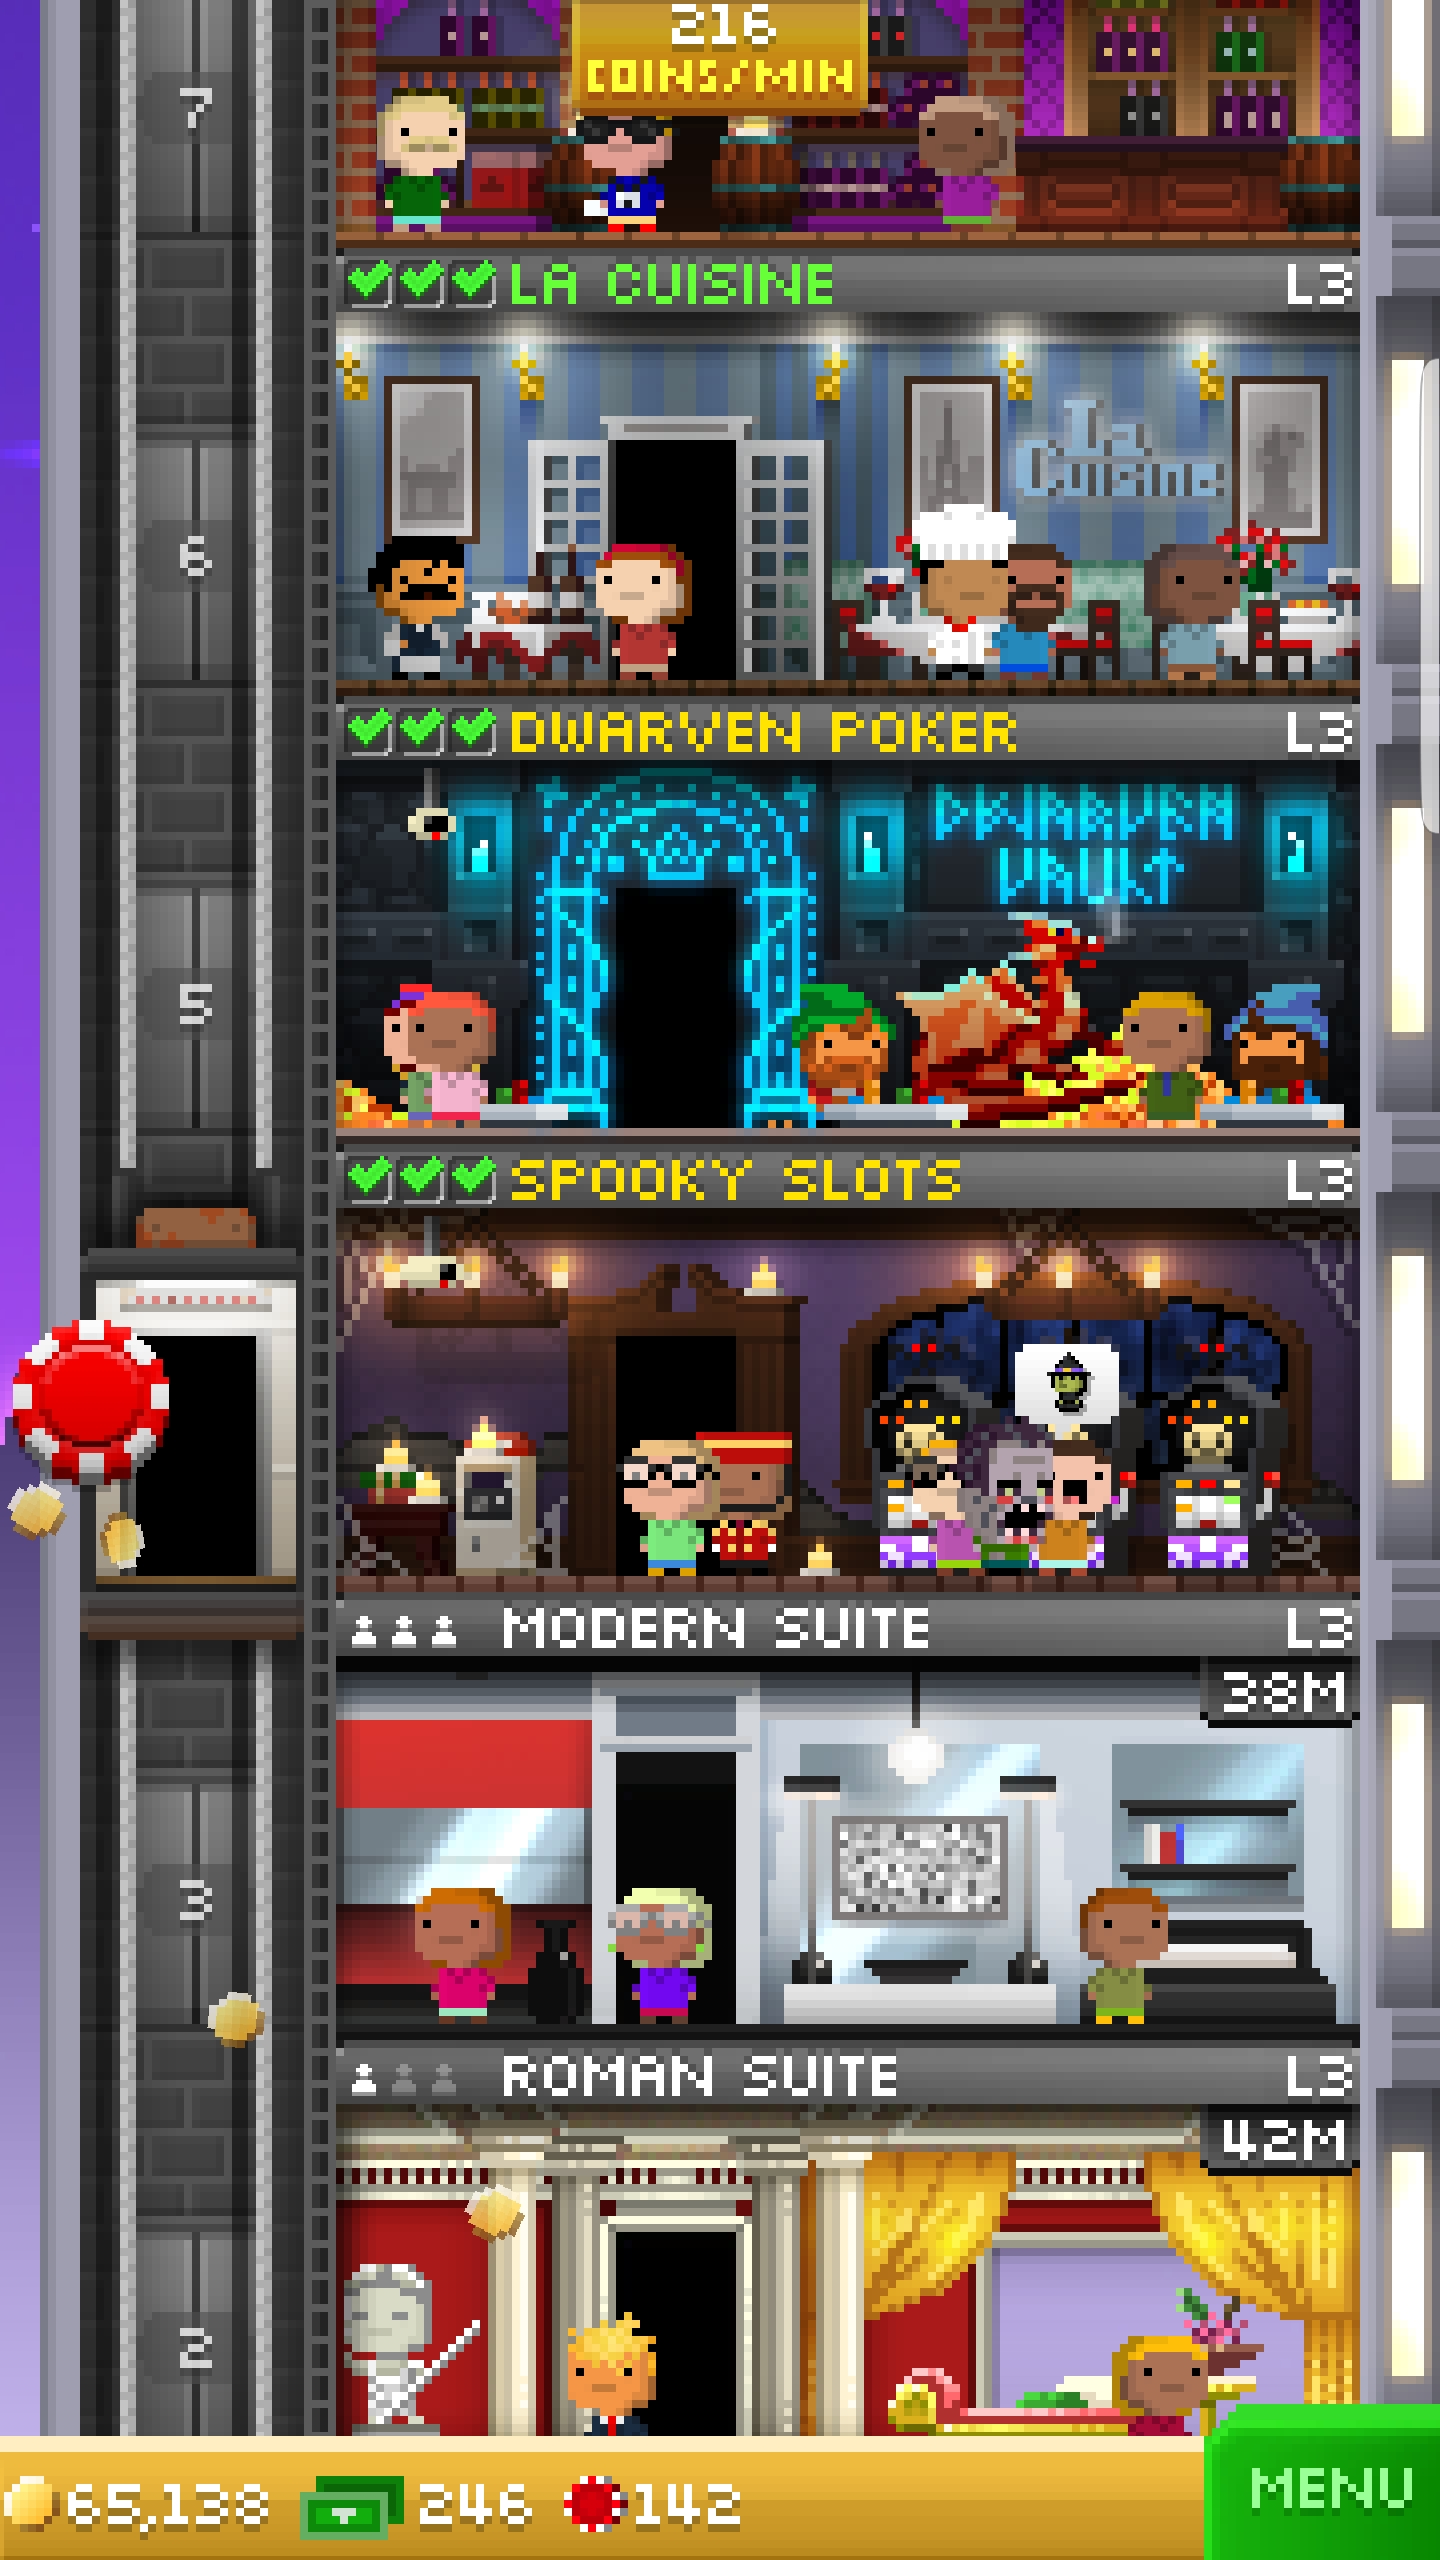 216
COINS/MIN
7
LA CUISINE L3
La
Cuisine
6
DWARVEN POKER L3
DWARVEN
VAULT
5
SPOOKY SLOTS L3
MODERN SUITE L3
38M
3
ROMAN SUITE L3
42M
2
65,138 246 142 MENU